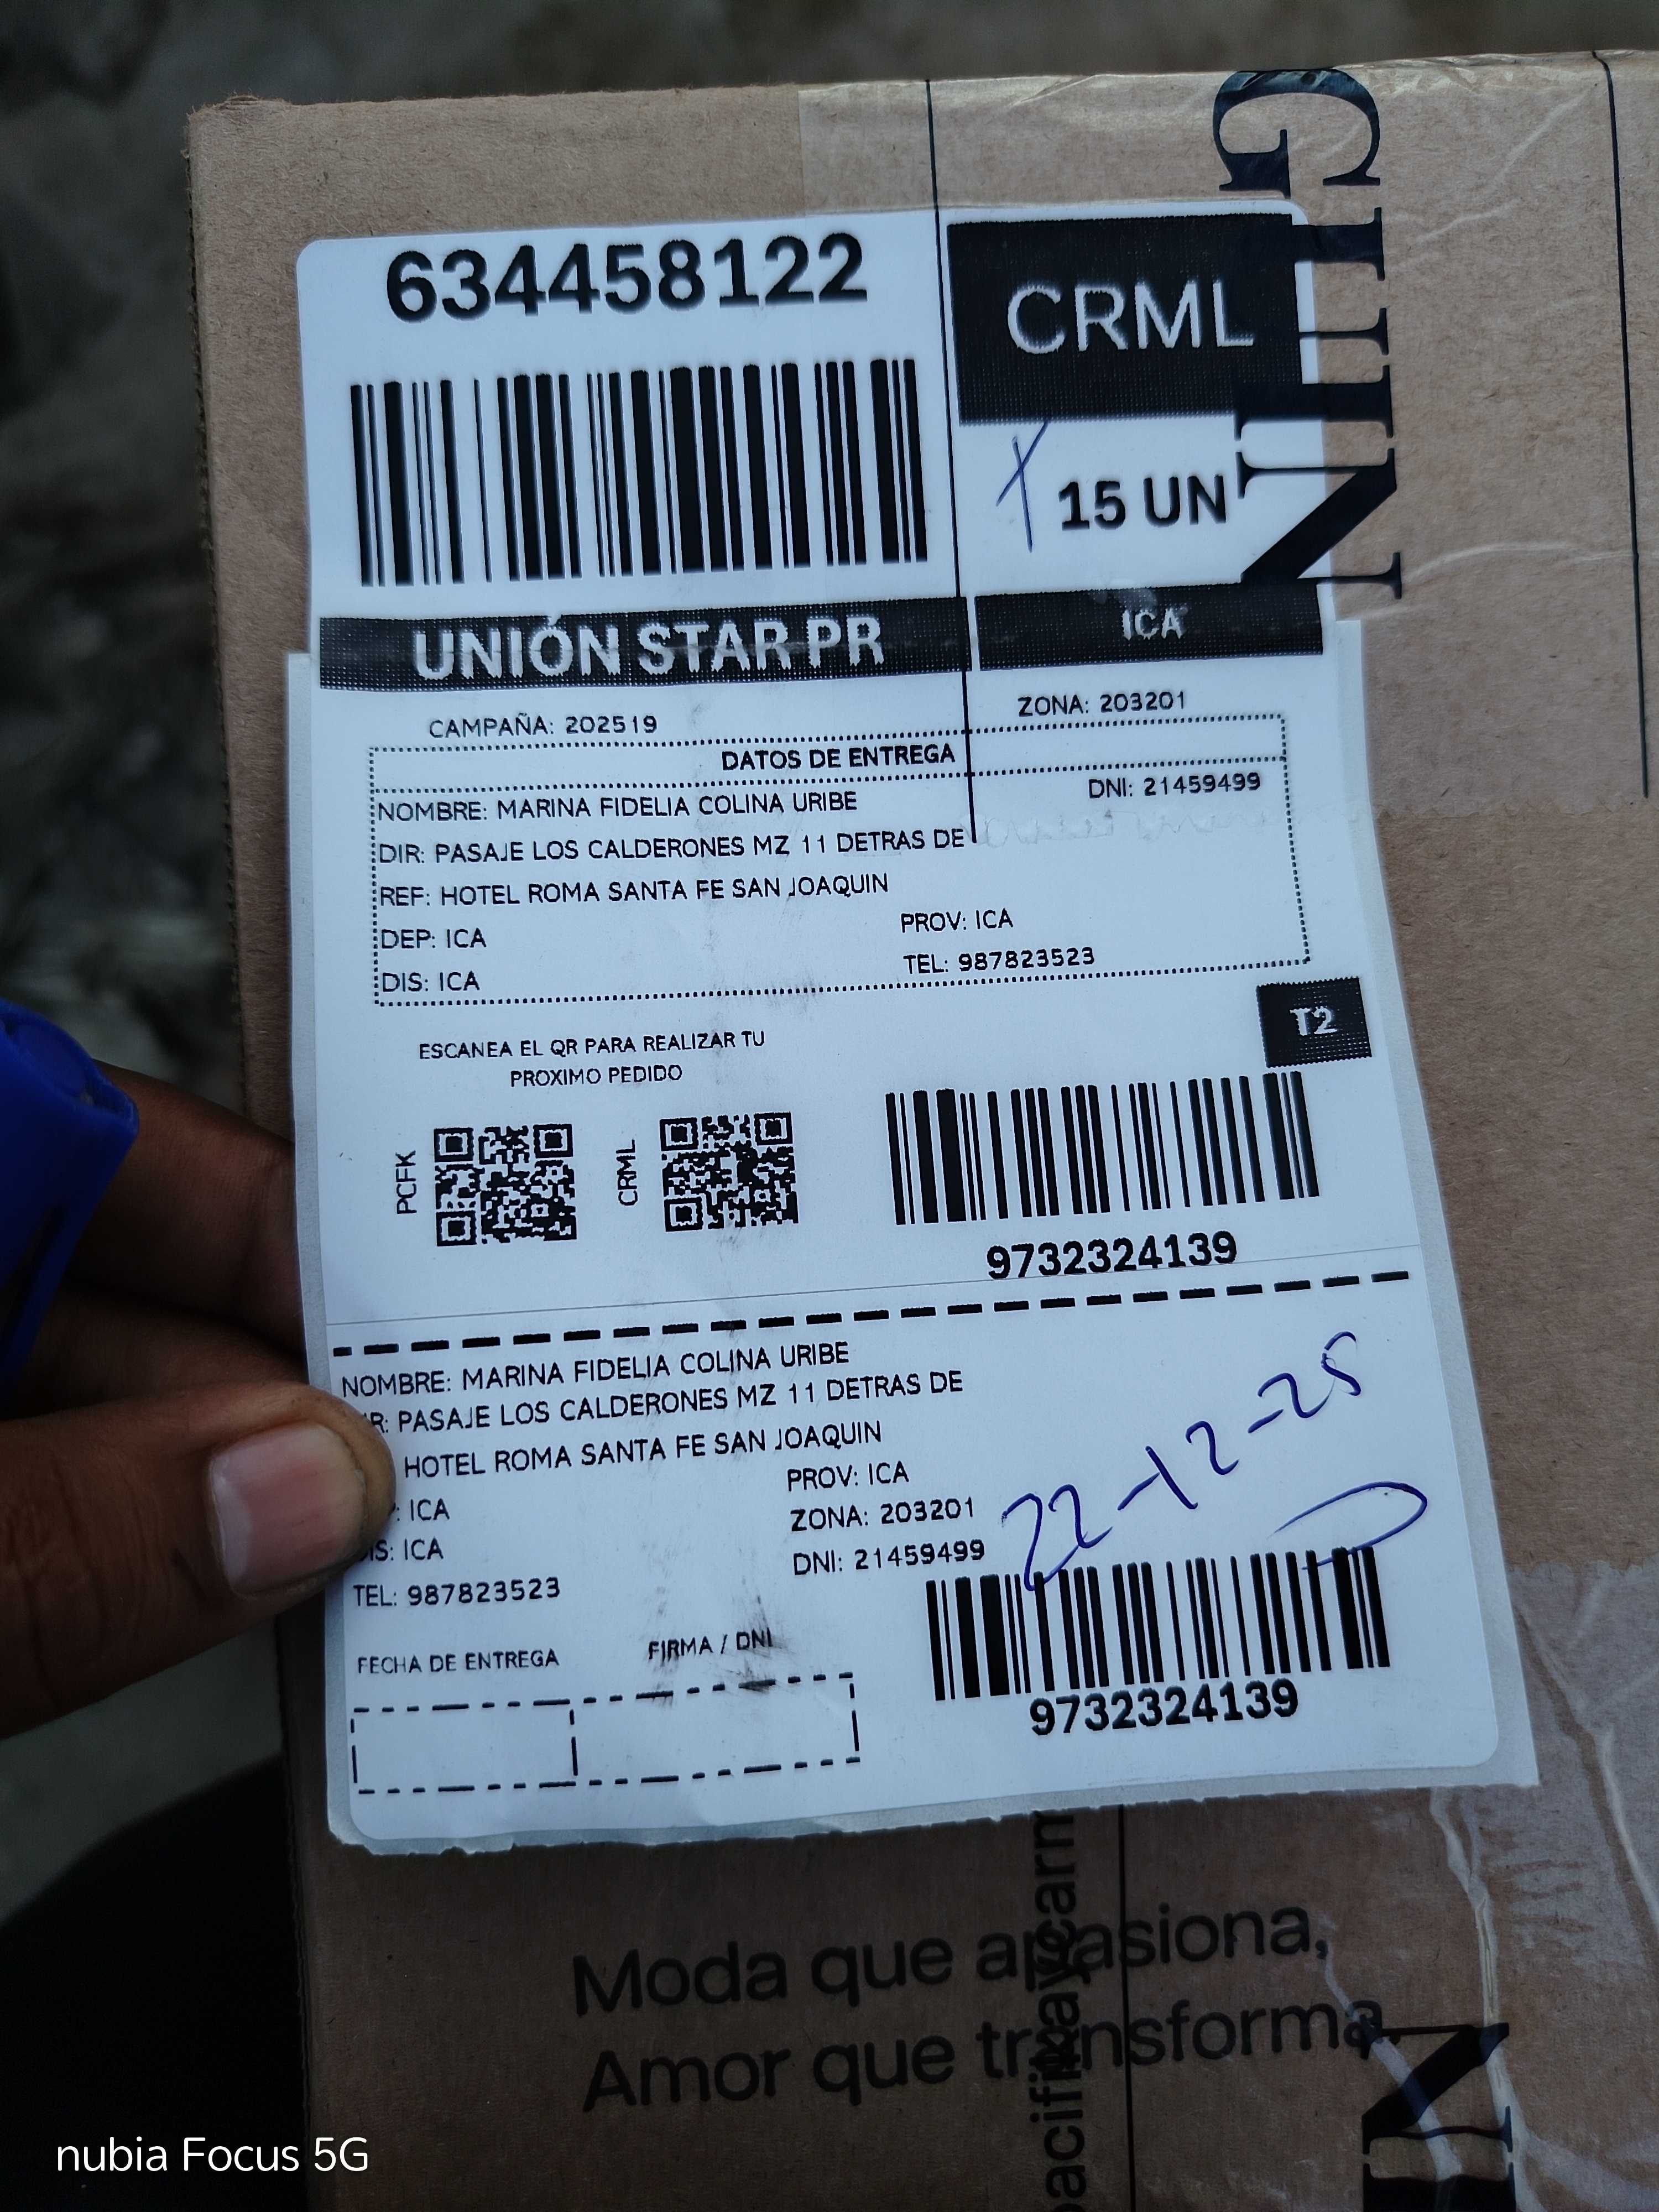 634458122
CRML
15 UN
UNIÓN STAR PR
ICA
CAMPAÑA: 202519
ZONA: 203201
DATOS DE ENTREGA
NOMBRE: MARINA FIDELIA COLINA URIBE
DNI: 21459499
DIR: PASAJE LOS CALDERONES MZ 11 DETRAS DE
REF: HOTEL ROMA SANTA FE SAN JOAQUIN
DEP: ICA
PROV: ICA
DIS: ICA
TEL: 987823523
T2
ESCANEA EL QR PARA REALIZAR TU
PROXIMO PEDIDO
PCFK
CRML
9732324139
NOMBRE: MARINA FIDELIA COLINA URIBE
R: PASAJE LOS CALDERONES MZ 11 DETRAS DE
HOTEL ROMA SANTA FE SAN JOAQUIN
: ICA
PROV: ICA
IS: ICA
ZONA: 203201
DNI: 21459499
TEL: 987823523
22-12-25
FECHA DE ENTREGA
FIRMA / DNI
9732324139
Moda que apasiona,
Amor que transforma
nubia Focus 5G